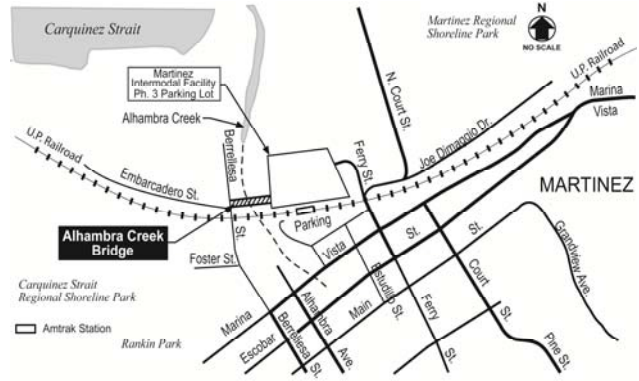 Carquinez Strait
Martinez Regional
Shoreline Park
N
NO SCALE
U.P. Railroad
Martinez
Intermodal Facility
Ph. 3 Parking Lot
N. Court St.
Marina
Vista
Alhambra Creek
Berrellesa
Ferry St.
Joe Dimaggio Dr.
U.P. Railroad
Embarcadero St.
MARTINEZ
Parking
Alhambra Creek
Bridge
St.
Foster St.
Vista
St.
St.
Grandview Ave.
Carquinez Strait
Regional Shoreline Park
Estudillo St.
Court
Amtrak Station
Alhambra
Main
Ferry
Marina
Berrellesa
St.
Rankin Park
Escobar
St.
Ave.
St.
Pine St.